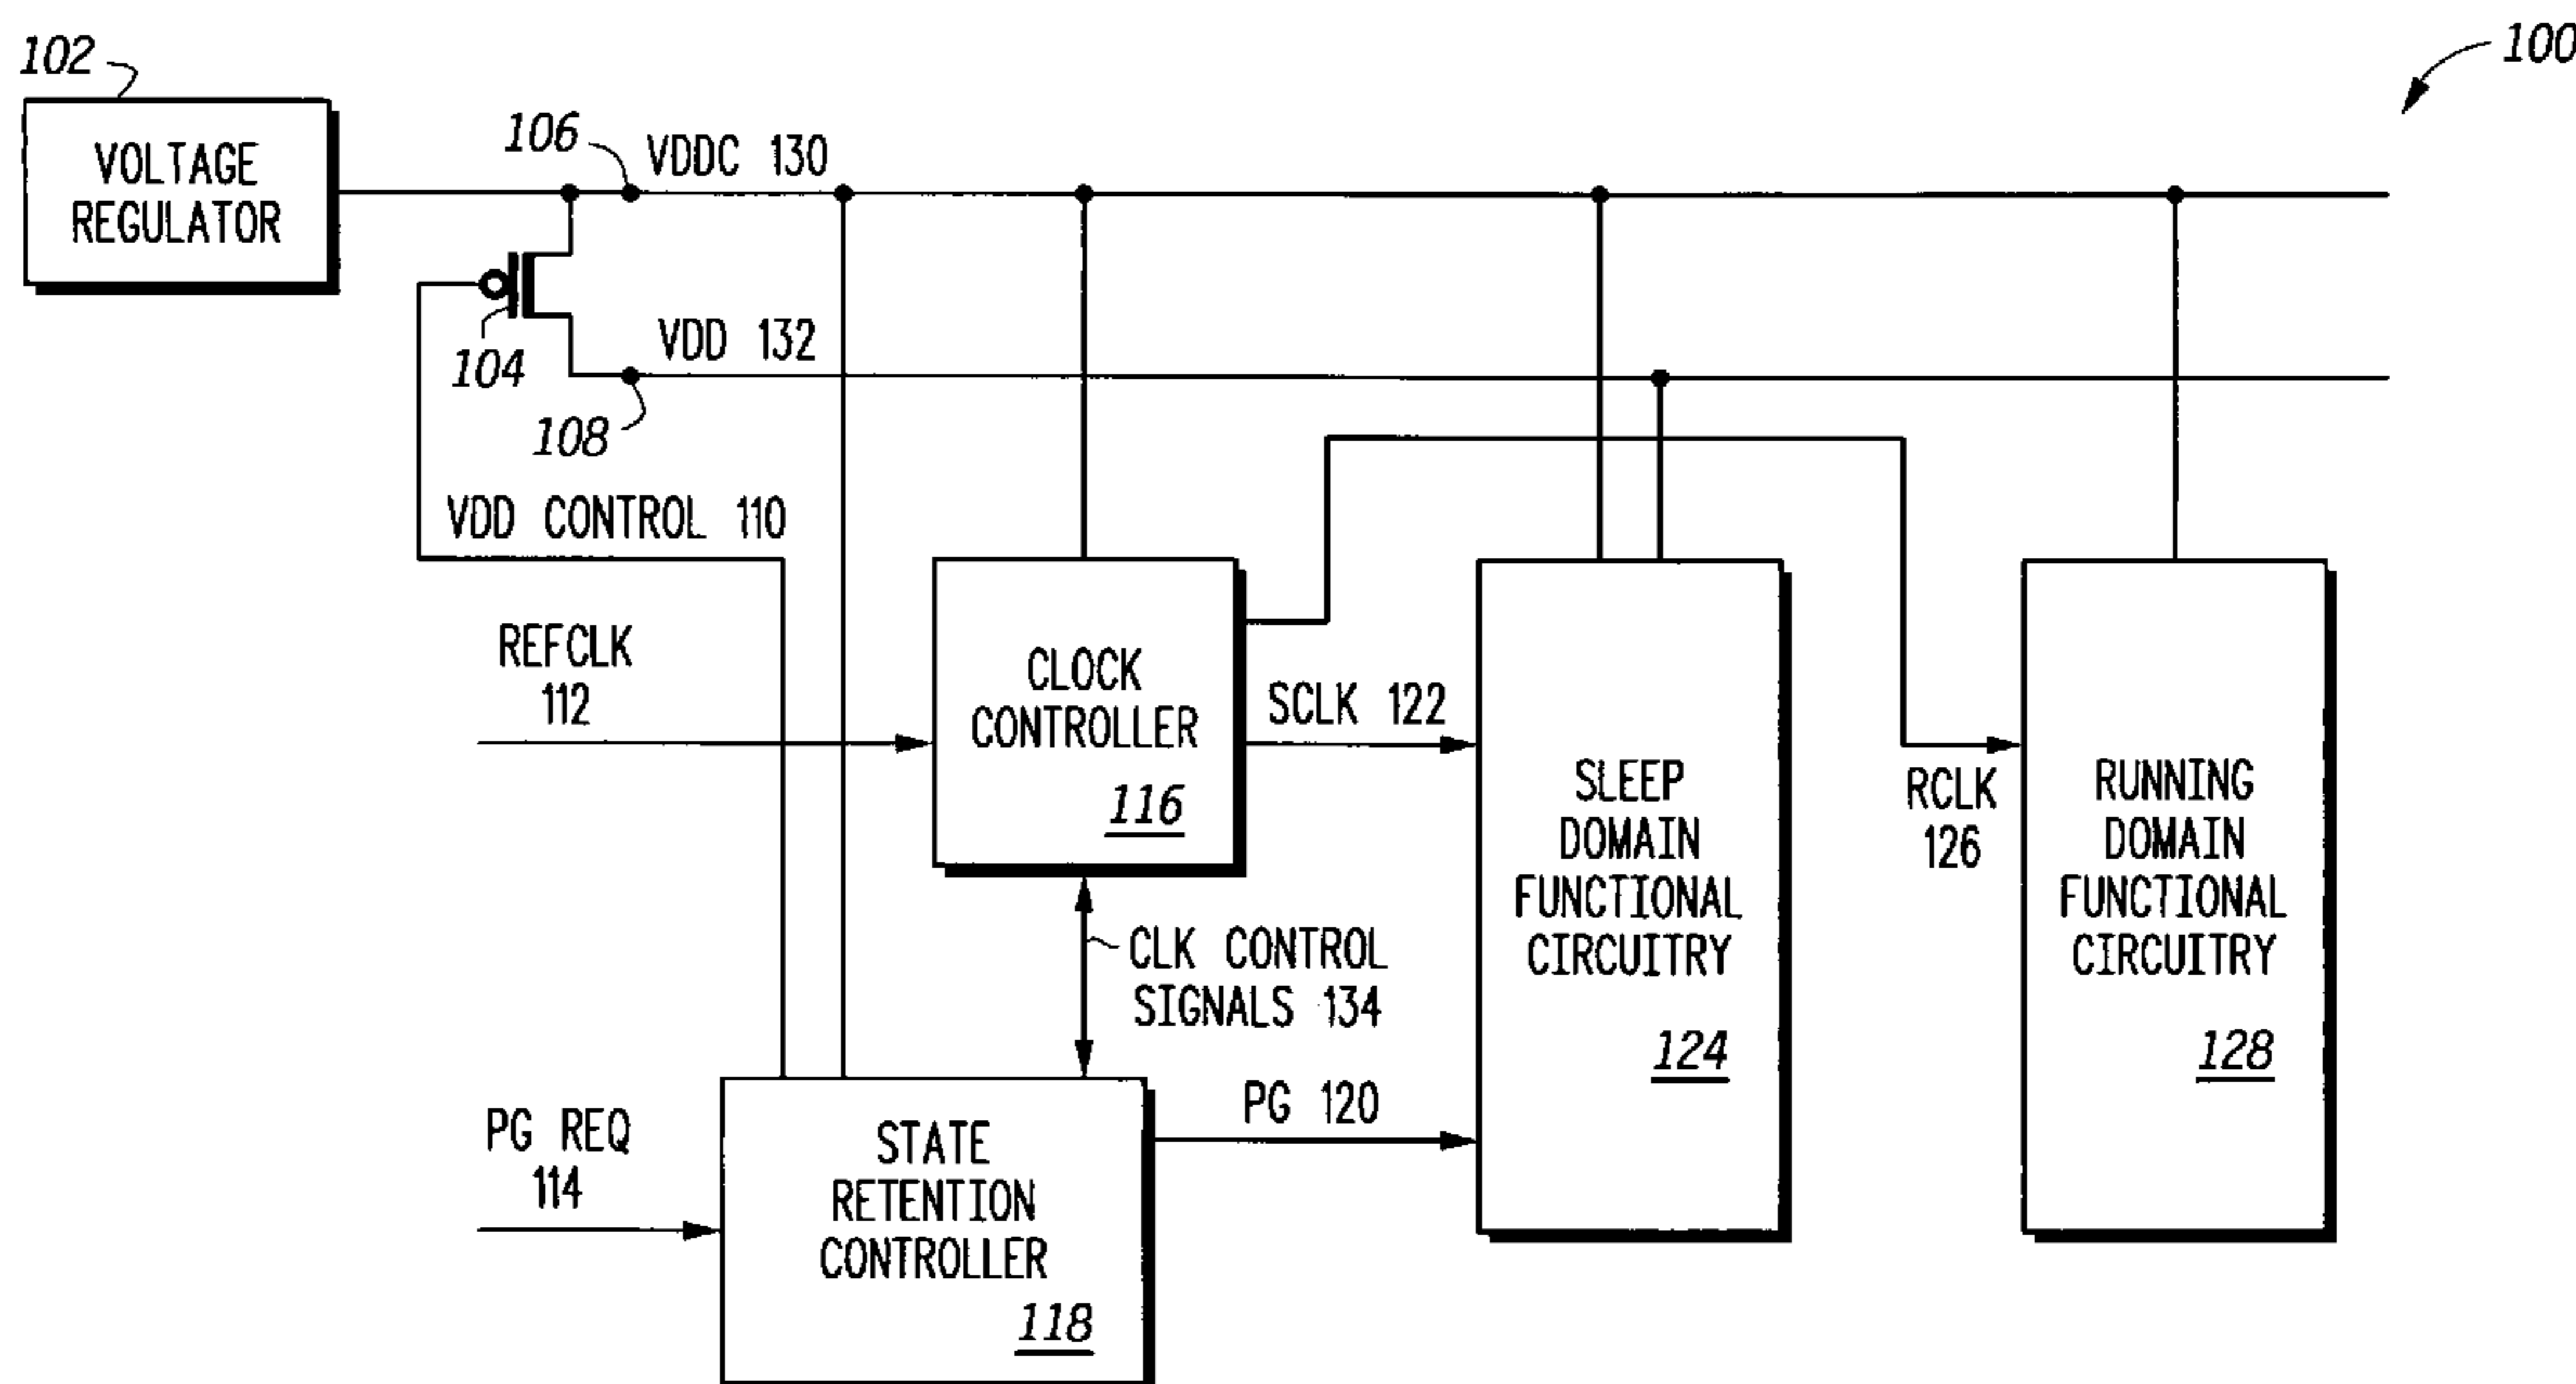 100
102
VOLTAGE
REGULATOR
106
VDDC 130
104
VDD 132
108
VDD CONTROL 110
REFCLK
112
CLOCK
CONTROLLER
116
SCLK 122
SLEEP
DOMAIN
FUNCTIONAL
CIRCUITRY
124
RCLK
126
RUNNING
DOMAIN
FUNCTIONAL
CIRCUITRY
128
CLK CONTROL
SIGNALS 134
PG REQ
114
STATE
RETENTION
CONTROLLER
118
PG 120